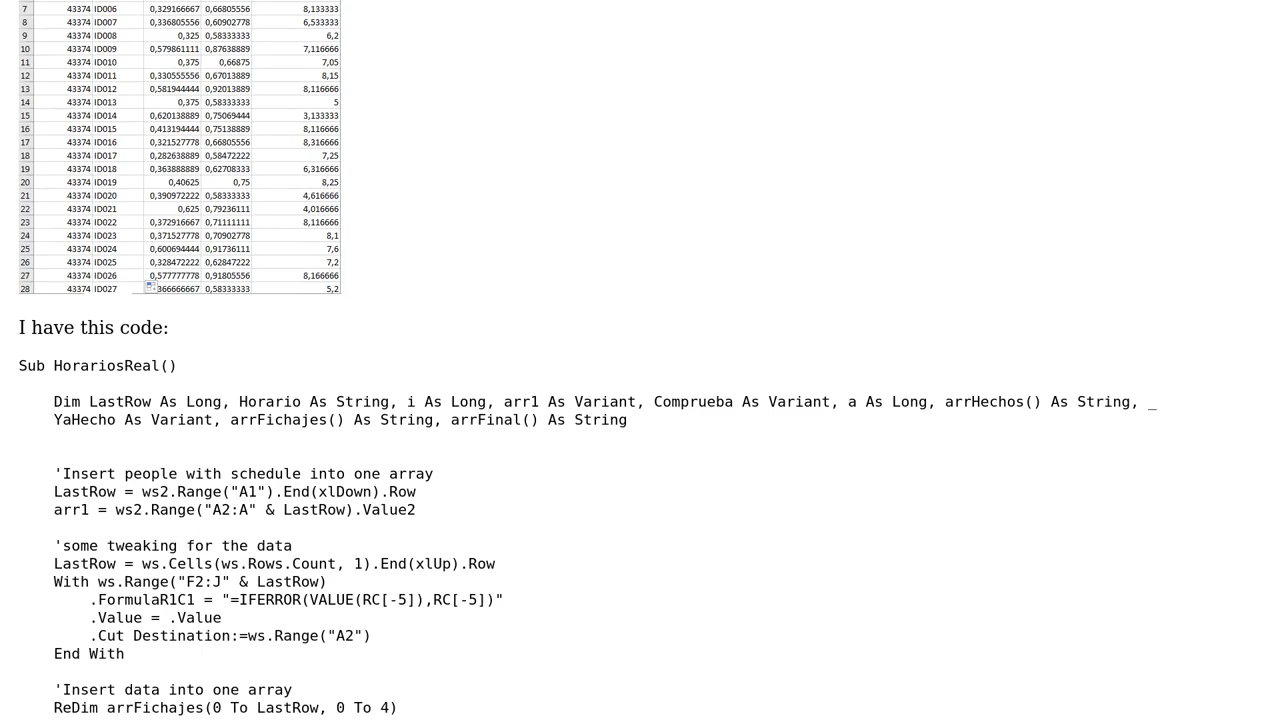 7 43374 ID006 0,329166667 0,66805556 8,133333
8 43374 ID007 0,336805556 0,60902778 6,533333
9 43374 ID008 0,325 0,58333333 6,2
10 43374 ID009 0,579861111 0,87638889 7,116666
11 43374 ID010 0,375 0,66875 7,05
12 43374 ID011 0,330555556 0,67013889 8,15
13 43374 ID012 0,581944444 0,92013889 8,116666
14 43374 ID013 0,375 0,58333333 5
15 43374 ID014 0,620138889 0,75069444 3,133333
16 43374 ID015 0,413194444 0,75138889 8,116666
17 43374 ID016 0,321527778 0,66805556 8,316666
18 43374 ID017 0,282638889 0,58472222 7,25
19 43374 ID018 0,363888889 0,62708333 6,316666
20 43374 ID019 0,40625 0,75 8,25
21 43374 ID020 0,390972222 0,58333333 4,616666
22 43374 ID021 0,625 0,79236111 4,016666
23 43374 ID022 0,372916667 0,71111111 8,116666
24 43374 ID023 0,371527778 0,70902778 8,1
25 43374 ID024 0,600694444 0,91736111 7,6
26 43374 ID025 0,328472222 0,62847222 7,2
27 43374 ID026 0,577777778 0,91805556 8,166666
28 43374 ID027 366666667 0,58333333 5,2
I have this code:
Sub HorariosReal()
Dim LastRow As Long, Horario As String, i As Long, arr1 As Variant, Comprueba As Variant, a As Long, arrHechos() As String, _
YaHecho As Variant, arrFichajes() As String, arrFinal() As String
'Insert people with schedule into one array
LastRow = ws2.Range("A1").End(xlDown).Row
arr1 = ws2.Range("A2:A" & LastRow).Value2
'some tweaking for the data
LastRow = ws.Cells(ws.Rows.Count, 1).End(xlUp).Row
With ws.Range("F2:J" & LastRow)
.FormulaR1C1 = "=IFERROR(VALUE(RC[-5]),RC[-5])"
.Value = .Value
.Cut Destination:=ws.Range("A2")
End With
'Insert data into one array
ReDim arrFichajes(0 To LastRow, 0 To 4)